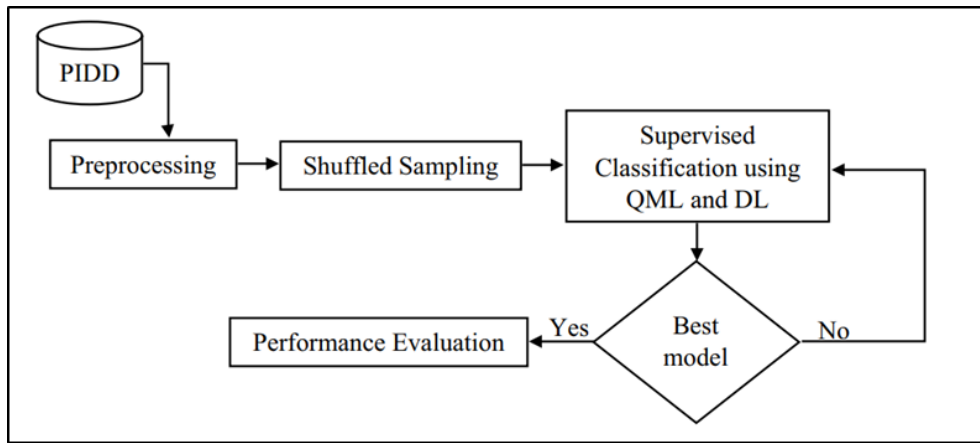 PIDD
Preprocessing
Shuffled Sampling
Supervised
Classification using
QML and DL
Best
model
Yes
No
Performance Evaluation